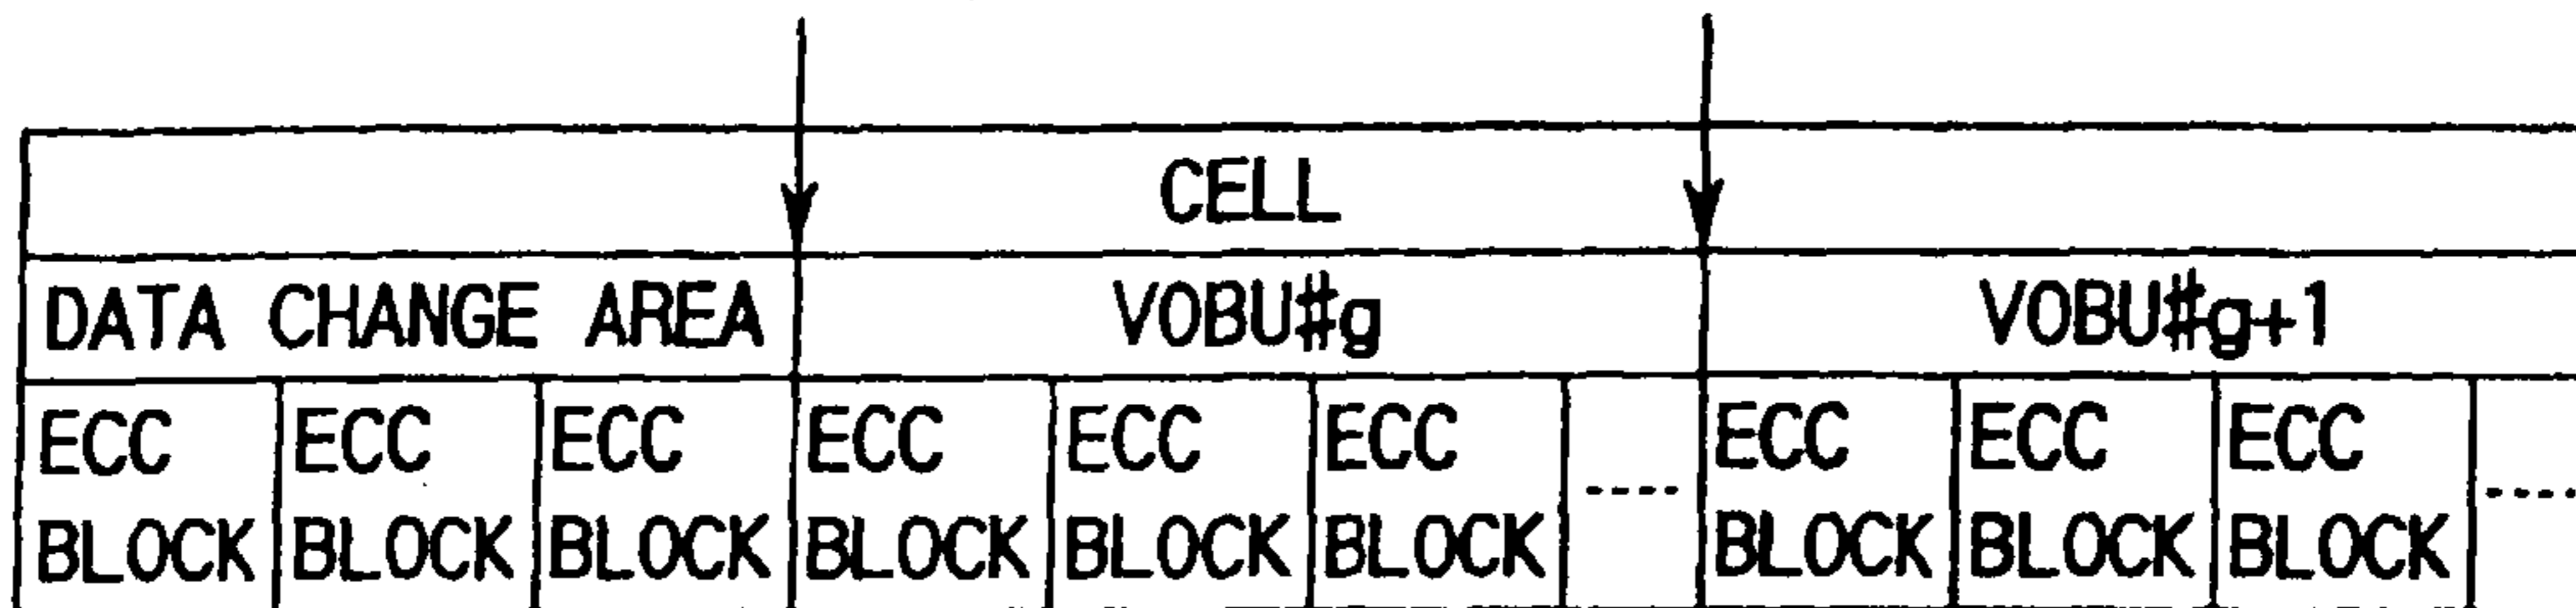 CELL
DATA CHANGE AREA VOBU#g VOBU#g+1
ECC ECC ECC ECC ECC ECC ECC ECC ECC
BLOCK BLOCK BLOCK BLOCK BLOCK BLOCK ---- BLOCK BLOCK BLOCK ----